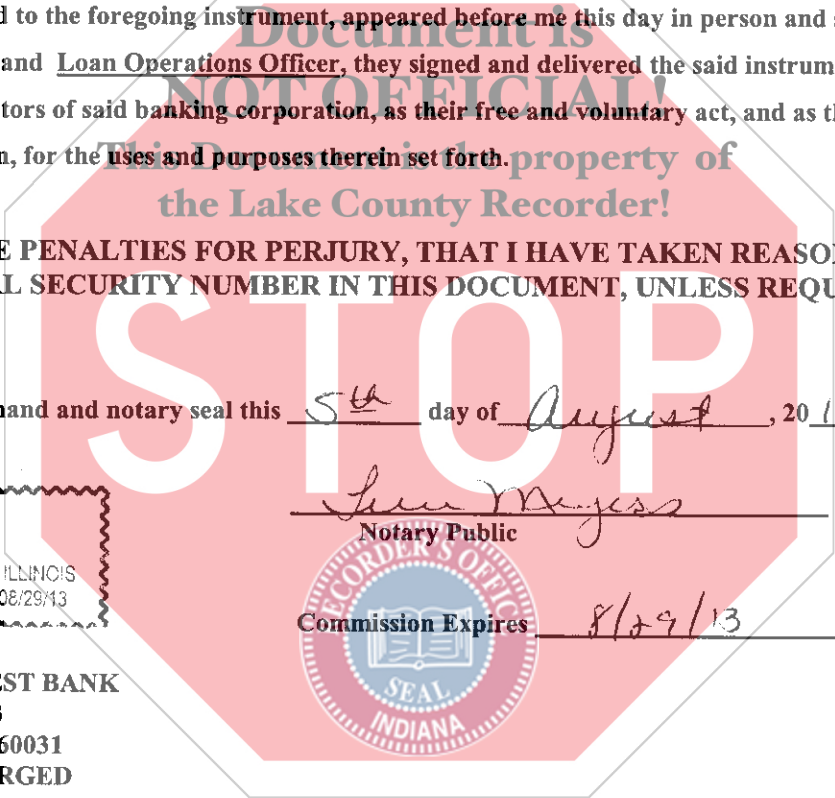 d to the foregoing instrument, appeared before me this day in person and
Document is
and Loan Operations Officer, they signed and delivered the said instrum
NOT OFFICIAL!
tors of said banking corporation, as their free and voluntary act, and as th
n, for the uses and purposes therein set forth.
This Document is the property of
the Lake County Recorder!
E PENALTIES FOR PERJURY, THAT I HAVE TAKEN REASO
L SECURITY NUMBER IN THIS DOCUMENT, UNLESS REQU
STOP
hand and notary seal this 5th day of August, 201
Notary Public
RECORDER'S OFFICE
ILLINOIS
08/29/13
Commission Expires 8/29/13
SEAL
INDIANA
EST BANK
60031
RGED